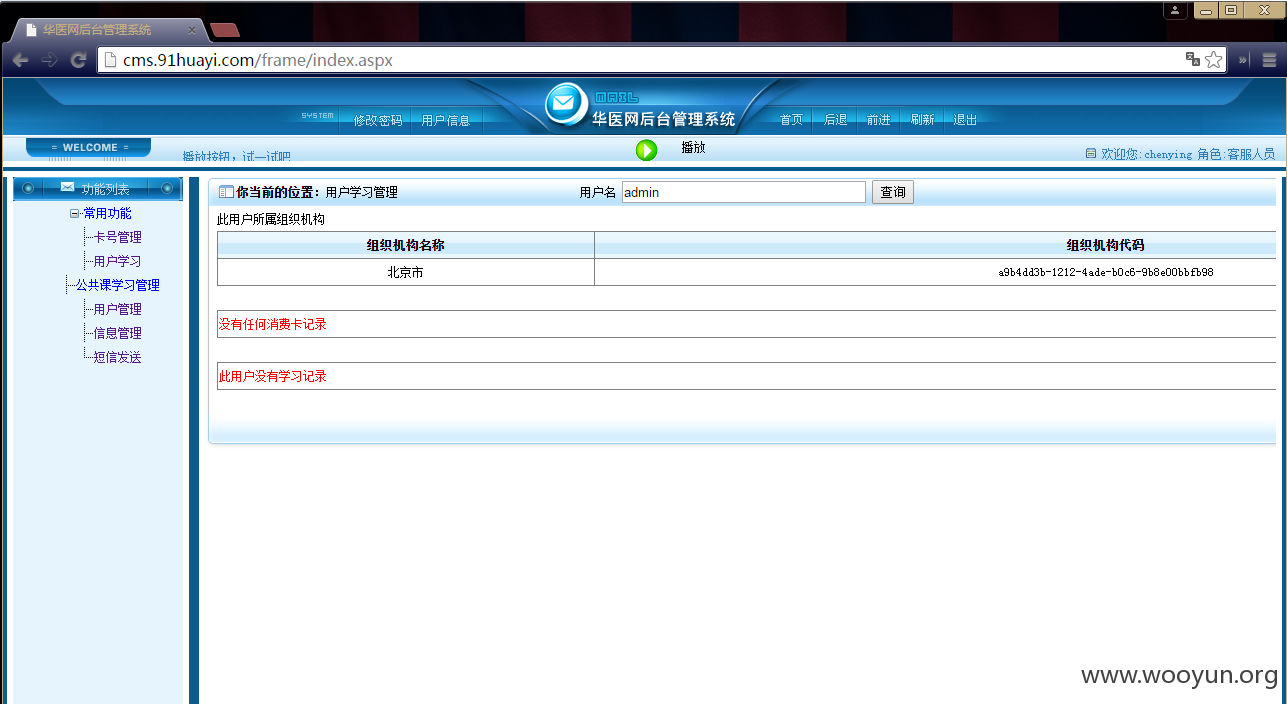 华医网后台管理系统
cms.91huayi.com/frame/index.aspx
MAIL
SYSTEM 修改密码 用户信息 华医网后台管理系统 首页 后退 前进 刷新 退出
= WELCOME = 播放按钮，试一试吧 播放 欢迎您: chenying 角色:客服人员
功能列表
常用功能
卡号管理
用户学习
公共课学习管理
用户管理
信息管理
短信发送
你当前的位置：用户学习管理 用户名 admin 查询
此用户所属组织机构
组织机构名称 组织机构代码
北京市 a9b4dd3b-1212-4ade-b0c6-9b8e00bbfb98
没有任何消费卡记录
此用户没有学习记录
www.wooyun.org